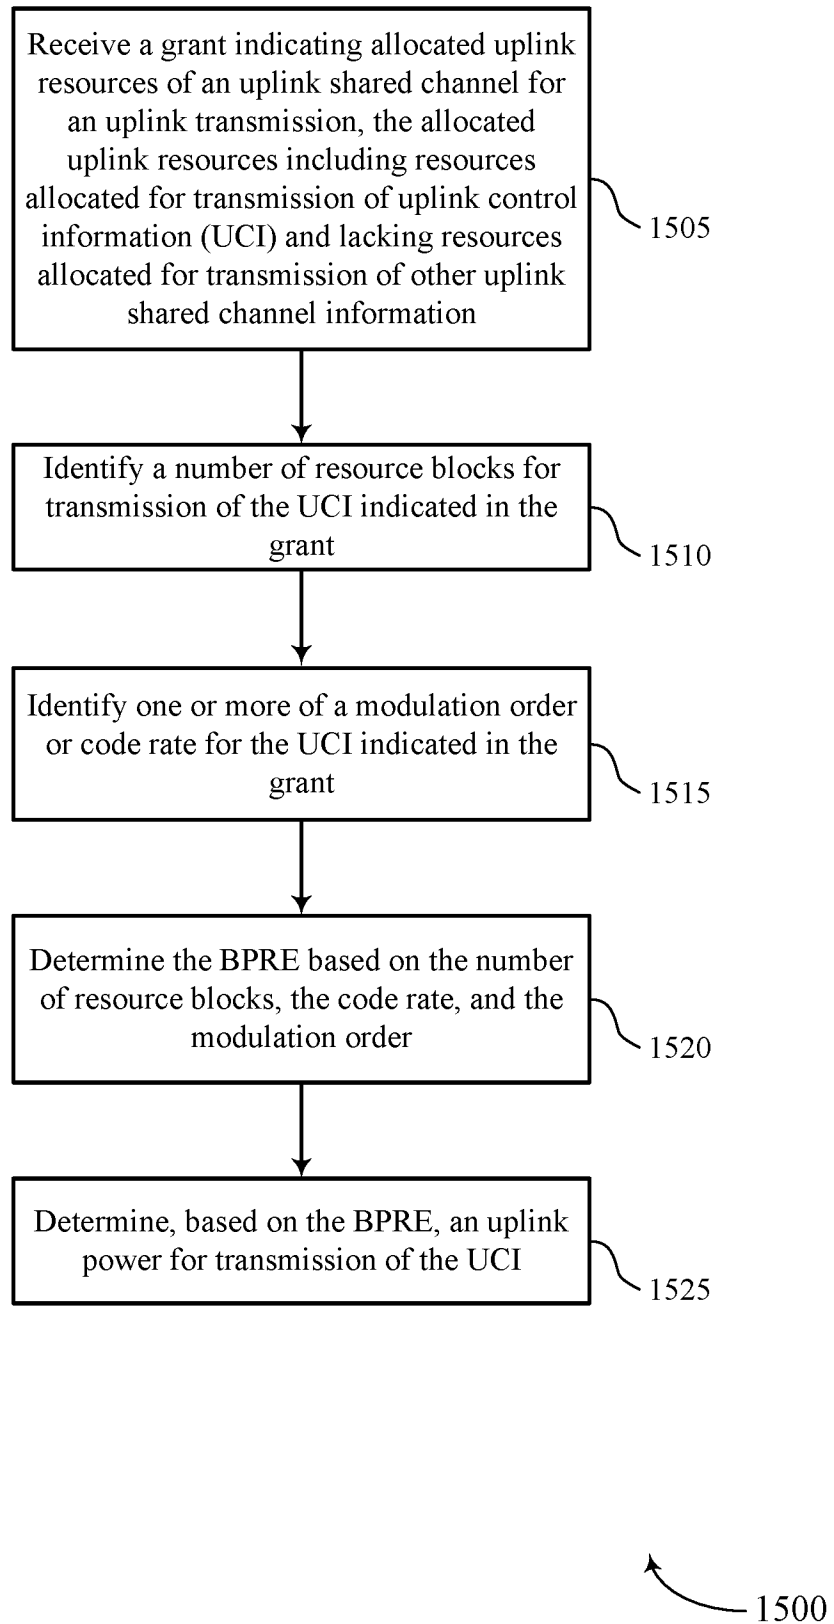 Receive a grant indicating allocated uplink
resources of an uplink shared channel for
an uplink transmission, the allocated
uplink resources including resources
allocated for transmission of uplink control
information (UCI) and lacking resources
allocated for transmission of other uplink
shared channel information
1505
Identify a number of resource blocks for
transmission of the UCI indicated in the
grant
1510
Identify one or more of a modulation order
or code rate for the UCI indicated in the
grant
1515
Determine the BPRE based on the number
of resource blocks, the code rate, and the
modulation order
1520
Determine, based on the BPRE, an uplink
power for transmission of the UCI
1525
1500